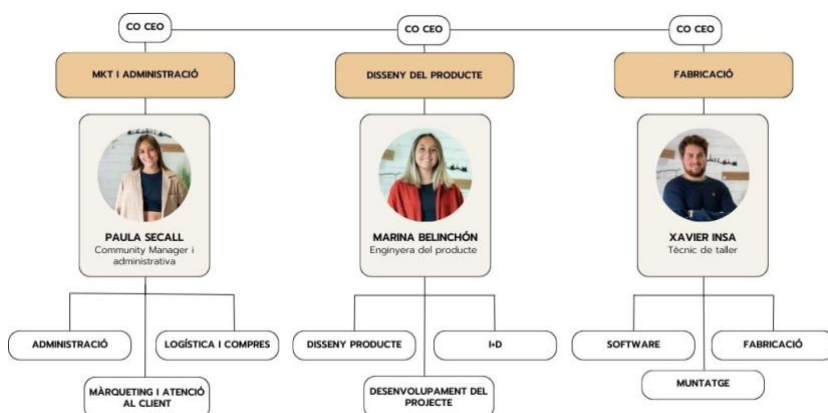 CO CEO
CO CEO
CO CEO
MKT I ADMINISTRACIÓ
DISSENY DEL PRODUCTE
FABRICACIÓ
PAULA SECALL
Community Manager i
administrativa
MARINA BELINCHÓN
Enginyera del producte
XAVIER INSA
Tècnic de taller
ADMINISTRACIÓ
LOGÍSTICA I COMPRES
DISSENY PRODUCTE
I+D
SOFTWARE
FABRICACIÓ
MÀRQUETING I ATENCIÓ
AL CLIENT
DESENVOLUPAMENT DEL
PROJECTE
MUNTATGE